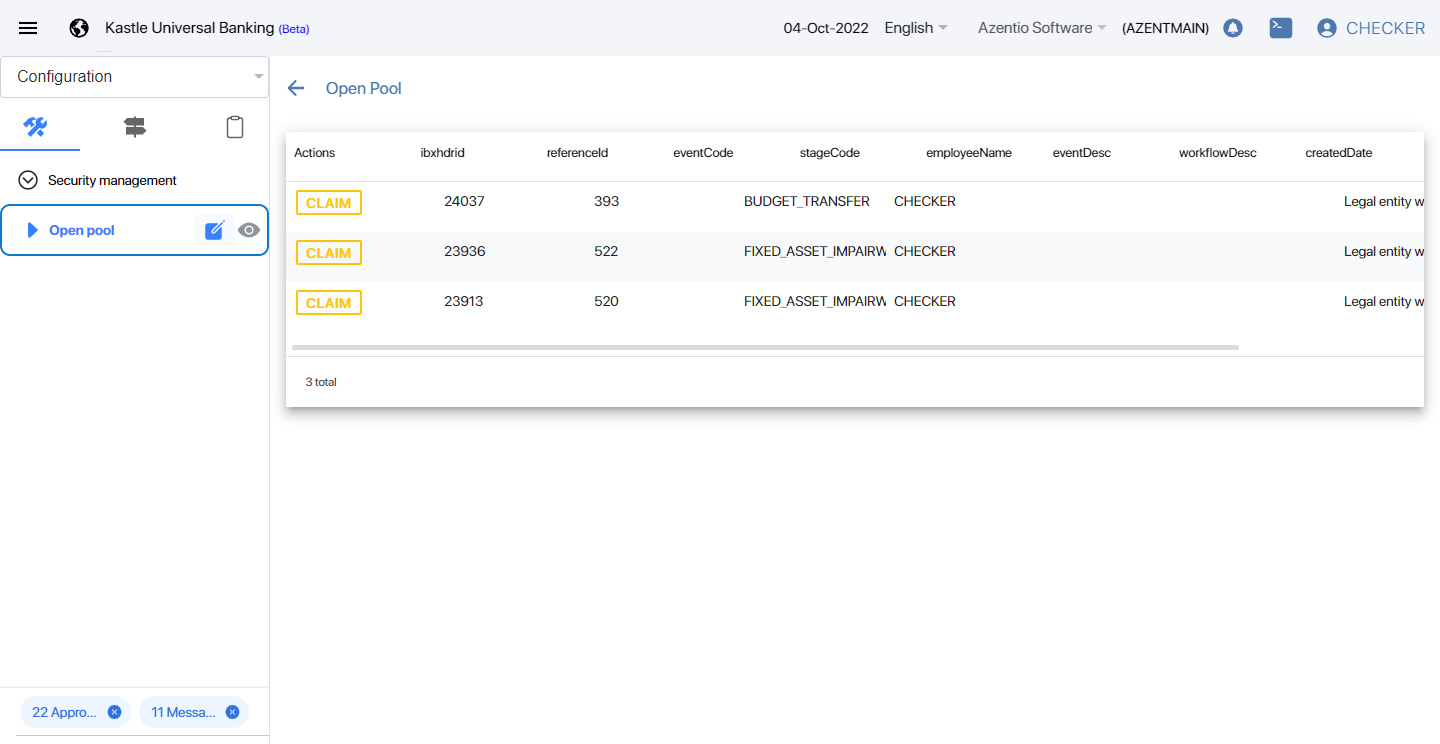 Kastle Universal Banking (Beta) 04-Oct-2022 English Azentio Software (AZENTMAIN) CHECKER
Configuration
Open Pool
Security management
Open pool
Actions ibxhdrid referenceId eventCode stageCode employeeName eventDesc workflowDesc createdDate
CLAIM 24037 393 BUDGET_TRANSFER CHECKER Legal entity w
CLAIM 23936 522 FIXED_ASSET_IMPAIRW CHECKER Legal entity w
CLAIM 23913 520 FIXED_ASSET_IMPAIRW CHECKER Legal entity w
3 total
22 Appro... 11 Messa...